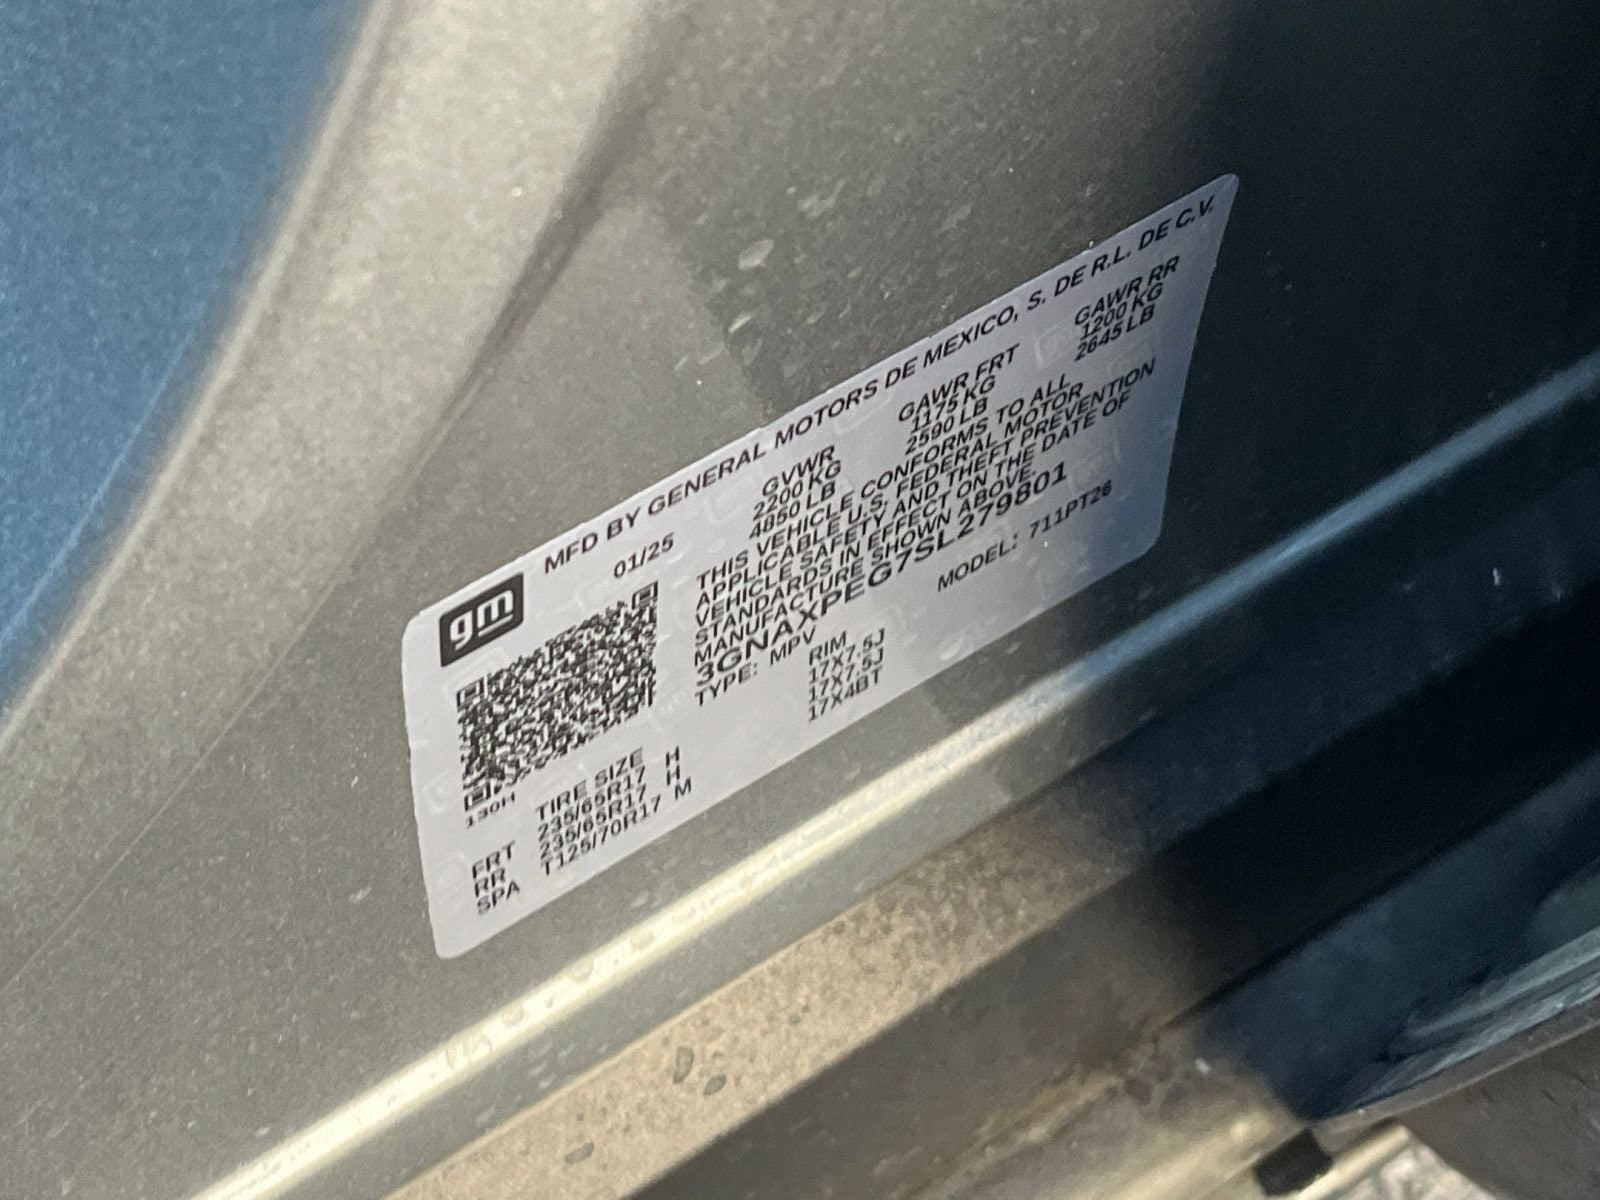 gm
MFD BY GENERAL MOTORS DE MEXICO, S. DE R.L. DE C.V.
01/25
GVWR GAWR FRT GAWR RR
2200 KG 1175 KG 1200 KG
4850 LB 2590 LB 2645 LB
THIS VEHICLE CONFORMS TO ALL
APPLICABLE U.S. FEDERAL MOTOR
VEHICLE SAFETY AND THEFT PREVENTION
STANDARDS IN EFFECT ON THE DATE OF
MANUFACTURE SHOWN ABOVE.
3GNAXPEG7SL279801
TYPE: MPV MODEL: 711PT26
130H
TIRE SIZE RIM
FRT 235/65R17 H 17X7.5J
RR 235/65R17 H 17X7.5J
SPA T125/70R17 M 17X4BT